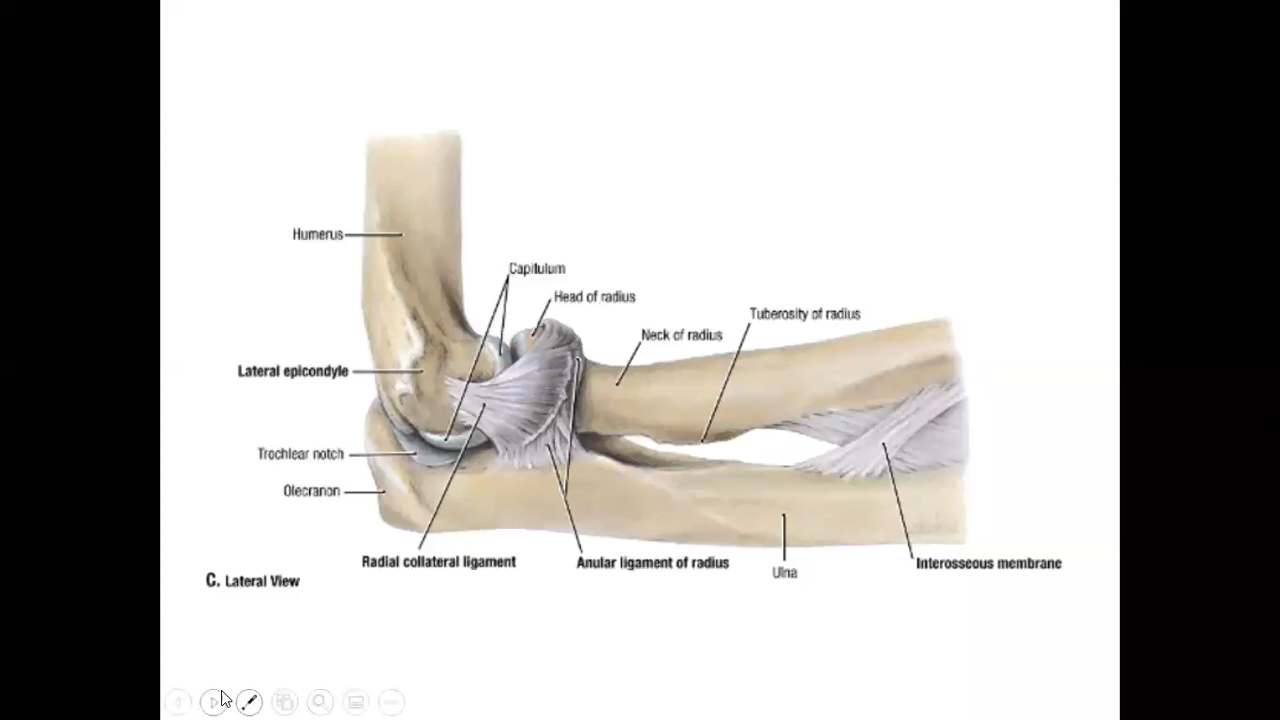 Humerus
Capitulum
Head of radius
Tuberosity of radius
Neck of radius
Lateral epicondyle
Trochlear notch
Olecranon
Radial collateral ligament
Anular ligament of radius
Interosseous membrane
Ulna
C. Lateral View